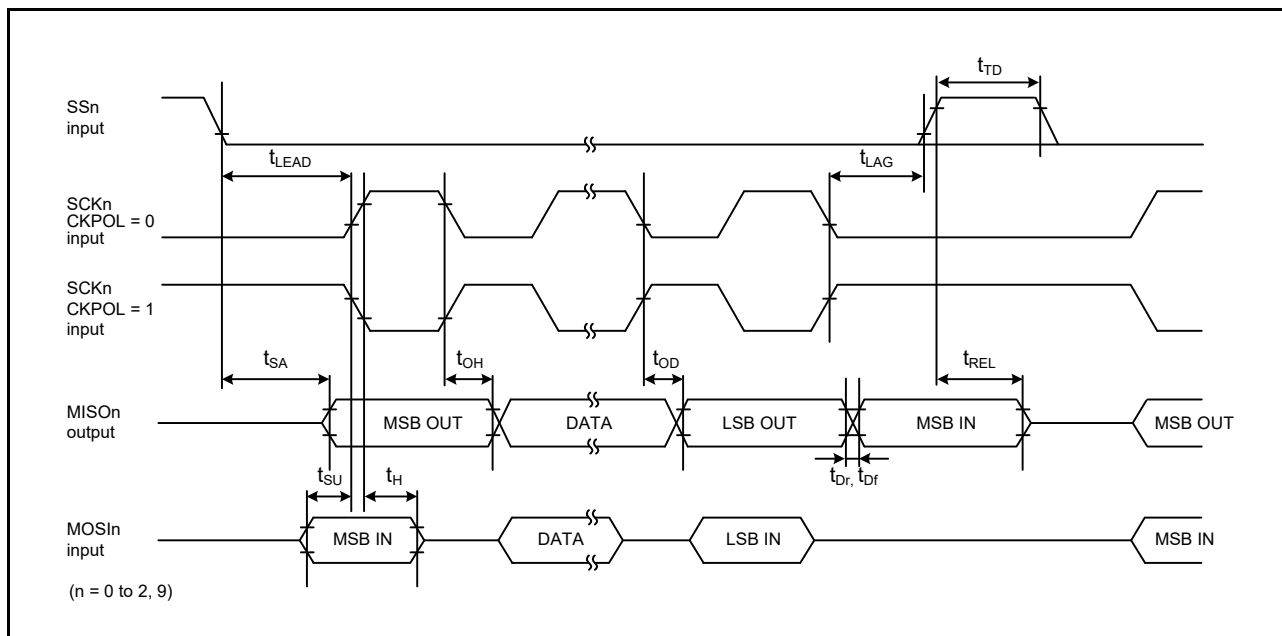 SSn
input
tTD
tLEAD
tLAG
SCKn
CKPOL = 0
input
SCKn
CKPOL = 1
input
tSA
tOH
tOD
tREL
MISOn
output
MSB OUT
DATA
LSB OUT
MSB IN
MSB OUT
tSU
tH
tDr, tDf
MOSIn
input
MSB IN
DATA
LSB IN
MSB IN
(n = 0 to 2, 9)